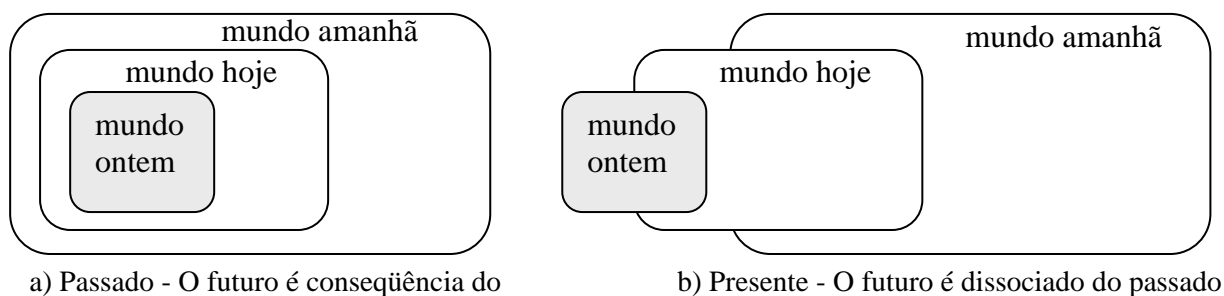 mundo amanhã
mundo hoje
mundo
ontem
a) Passado - O futuro é conseqüência do
mundo amanhã
mundo hoje
mundo
ontem
b) Presente - O futuro é dissociado do passado